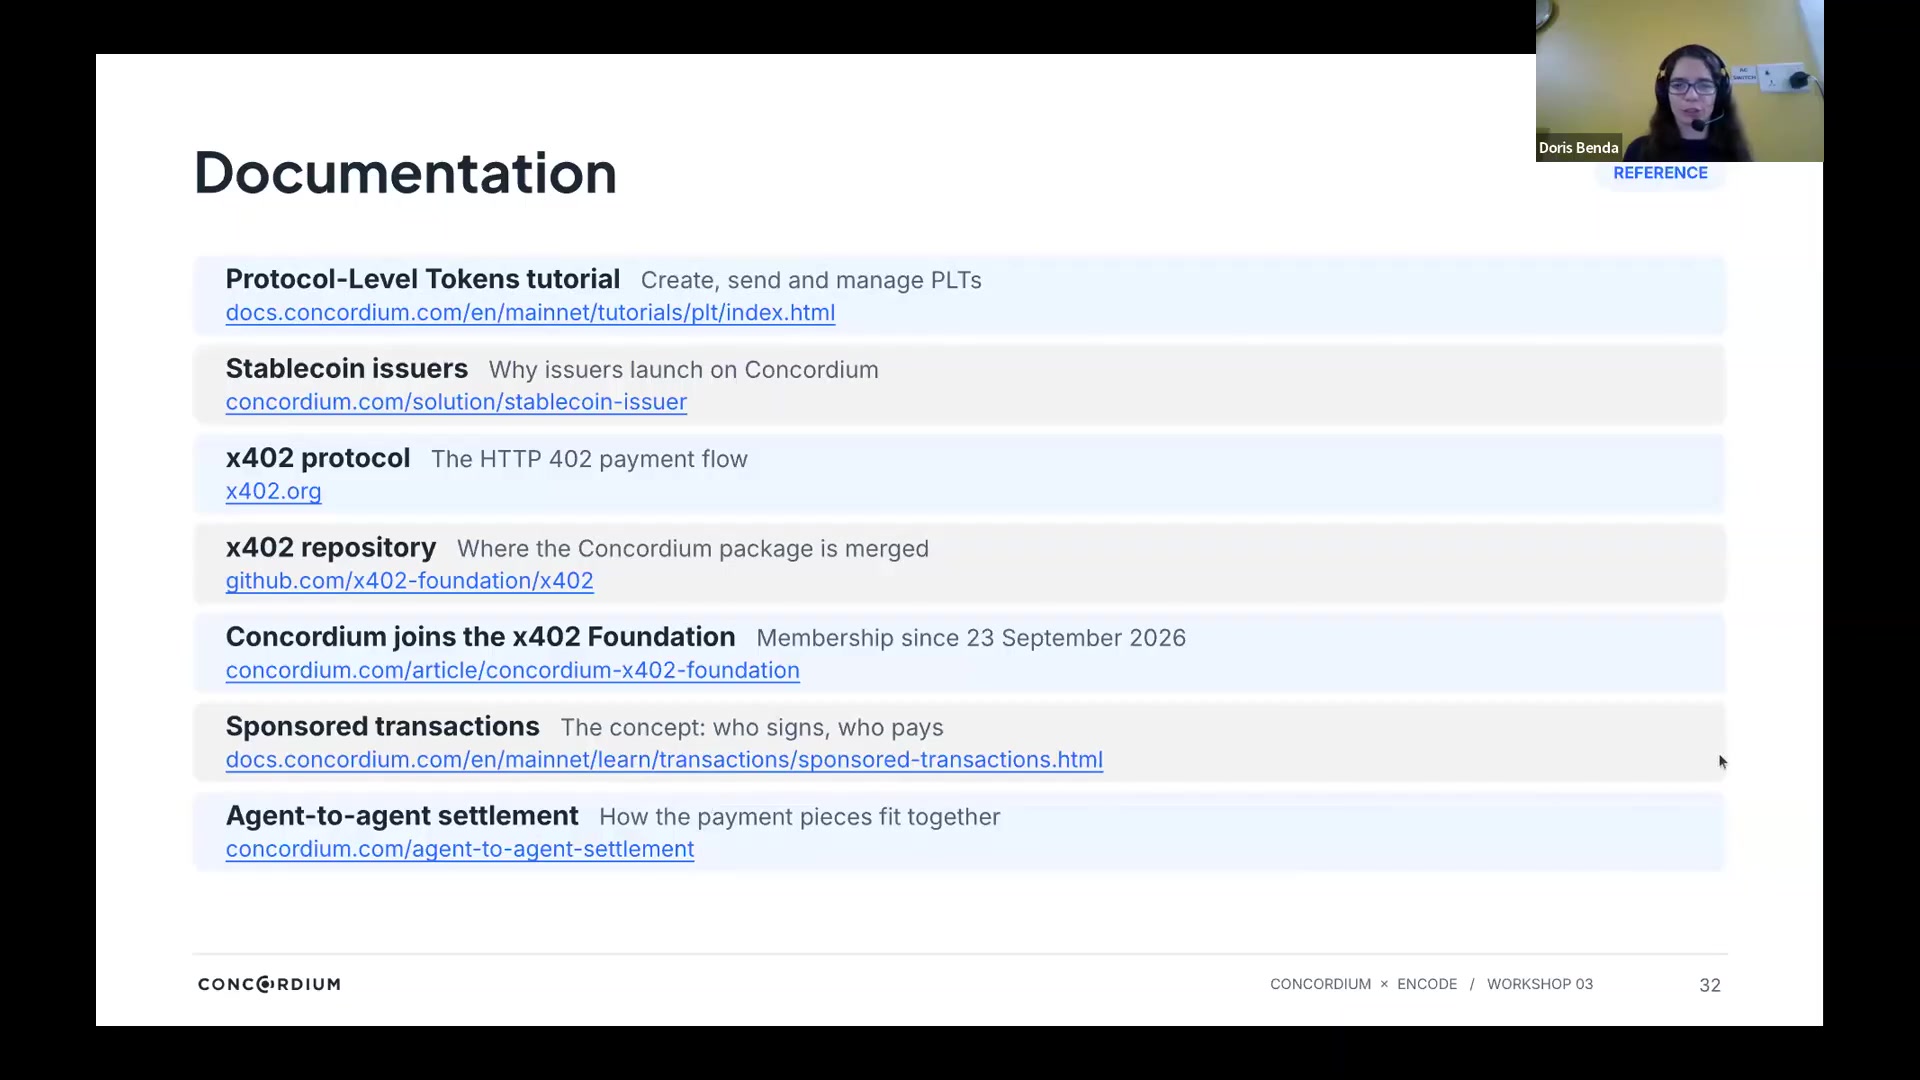 Doris Benda
Documentation
REFERENCE
Protocol-Level Tokens tutorial Create, send and manage PLTs
docs.concordium.com/en/mainnet/tutorials/plt/index.html
Stablecoin issuers Why issuers launch on Concordium
concordium.com/solution/stablecoin-issuer
x402 protocol The HTTP 402 payment flow
x402.org
x402 repository Where the Concordium package is merged
github.com/x402-foundation/x402
Concordium joins the x402 Foundation Membership since 23 September 2026
concordium.com/article/concordium-x402-foundation
Sponsored transactions The concept: who signs, who pays
docs.concordium.com/en/mainnet/learn/transactions/sponsored-transactions.html
Agent-to-agent settlement How the payment pieces fit together
concordium.com/agent-to-agent-settlement
CONCORDIUM
CONCORDIUM × ENCODE / WORKSHOP 03
32